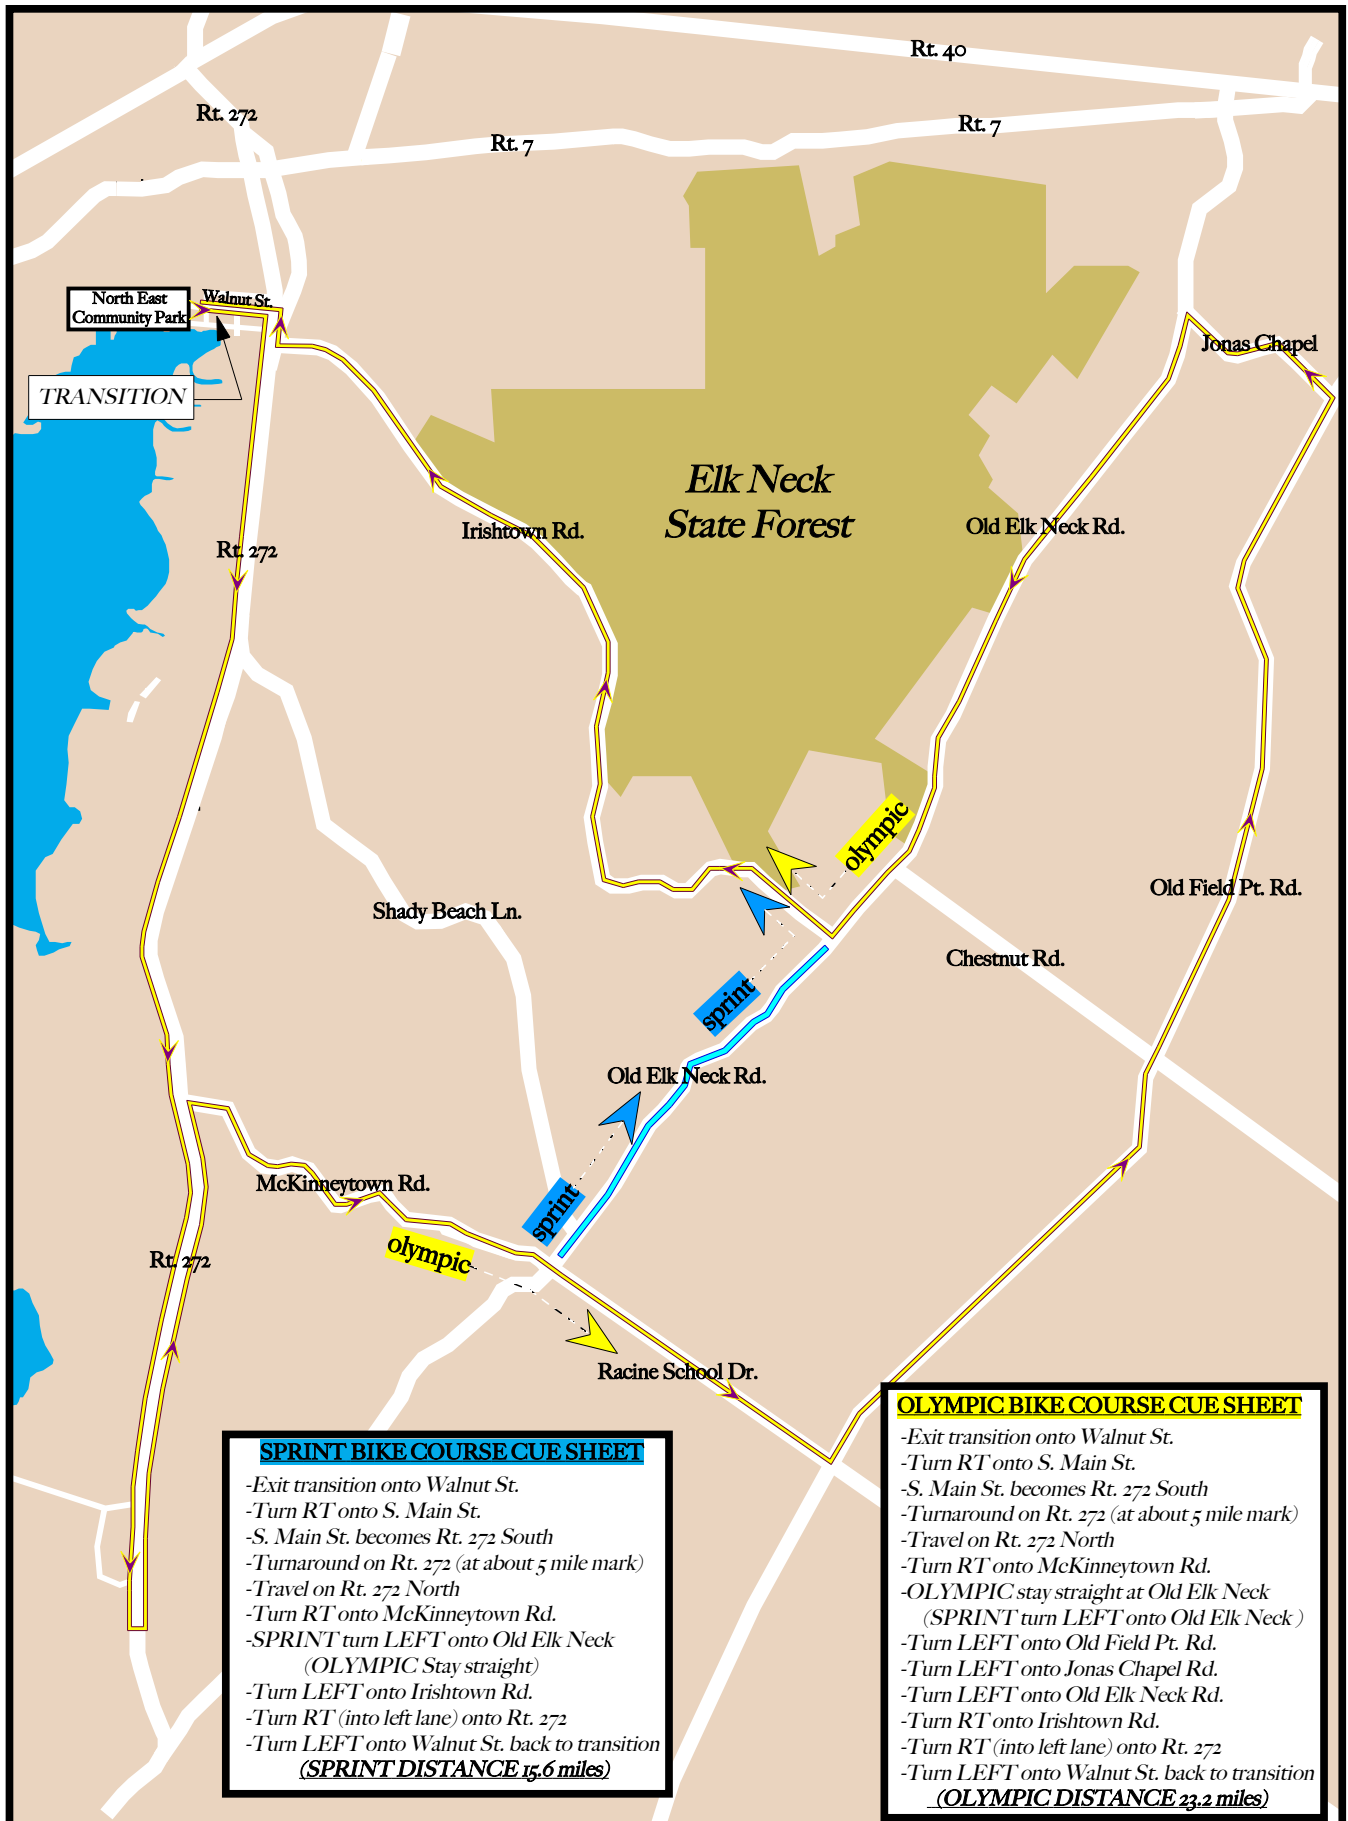 Rt. 40
Rt. 272
Rt. 7
Rt. 7
North East
Community Park
Walnut St.
TRANSITION
Jonas Chapel
Elk Neck
State Forest
Irishtown Rd.
Old Elk Neck Rd.
Rt. 272
olympic
Old Field Pt. Rd.
Shady Beach Ln.
Chestnut Rd.
sprint
Old Elk Neck Rd.
McKinneytown Rd.
sprint
olympic
Rt. 272
Racine School Dr.
SPRINT BIKE COURSE CUE SHEET
-Exit transition onto Walnut St.
-Turn RT onto S. Main St.
-S. Main St. becomes Rt. 272 South
-Turnaround on Rt. 272 (at about 5 mile mark)
-Travel on Rt. 272 North
-Turn RT onto McKinneytown Rd.
-SPRINT turn LEFT onto Old Elk Neck
(OLYMPIC Stay straight)
-Turn LEFT onto Irishtown Rd.
-Turn RT (into left lane) onto Rt. 272
-Turn LEFT onto Walnut St. back to transition
(SPRINT DISTANCE 15.6 miles)
OLYMPIC BIKE COURSE CUE SHEET
-Exit transition onto Walnut St.
-Turn RT onto S. Main St.
-S. Main St. becomes Rt. 272 South
-Turnaround on Rt. 272 (at about 5 mile mark)
-Travel on Rt. 272 North
-Turn RT onto McKinneytown Rd.
-OLYMPIC stay straight at Old Elk Neck
(SPRINT turn LEFT onto Old Elk Neck )
-Turn LEFT onto Old Field Pt. Rd.
-Turn LEFT onto Jonas Chapel Rd.
-Turn LEFT onto Old Elk Neck Rd.
-Turn RT onto Irishtown Rd.
-Turn RT (into left lane) onto Rt. 272
-Turn LEFT onto Walnut St. back to transition
(OLYMPIC DISTANCE 23.2 miles)